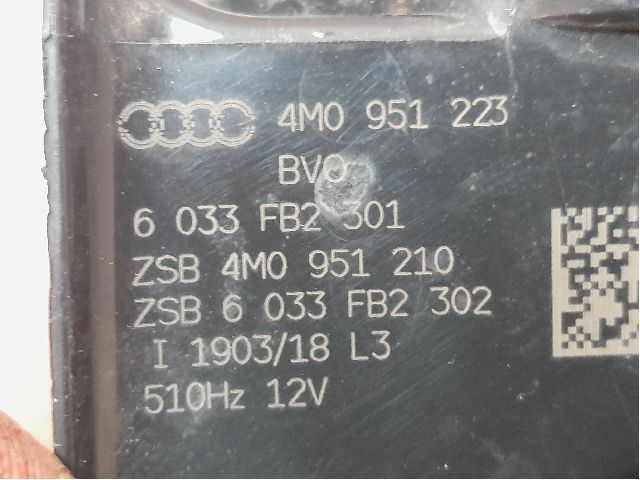 4M0 951 223
BVO
6 033 FB2 301
ZSB 4M0 951 210
ZSB 6 033 FB2 302
I 1903/18 L3
510Hz 12V